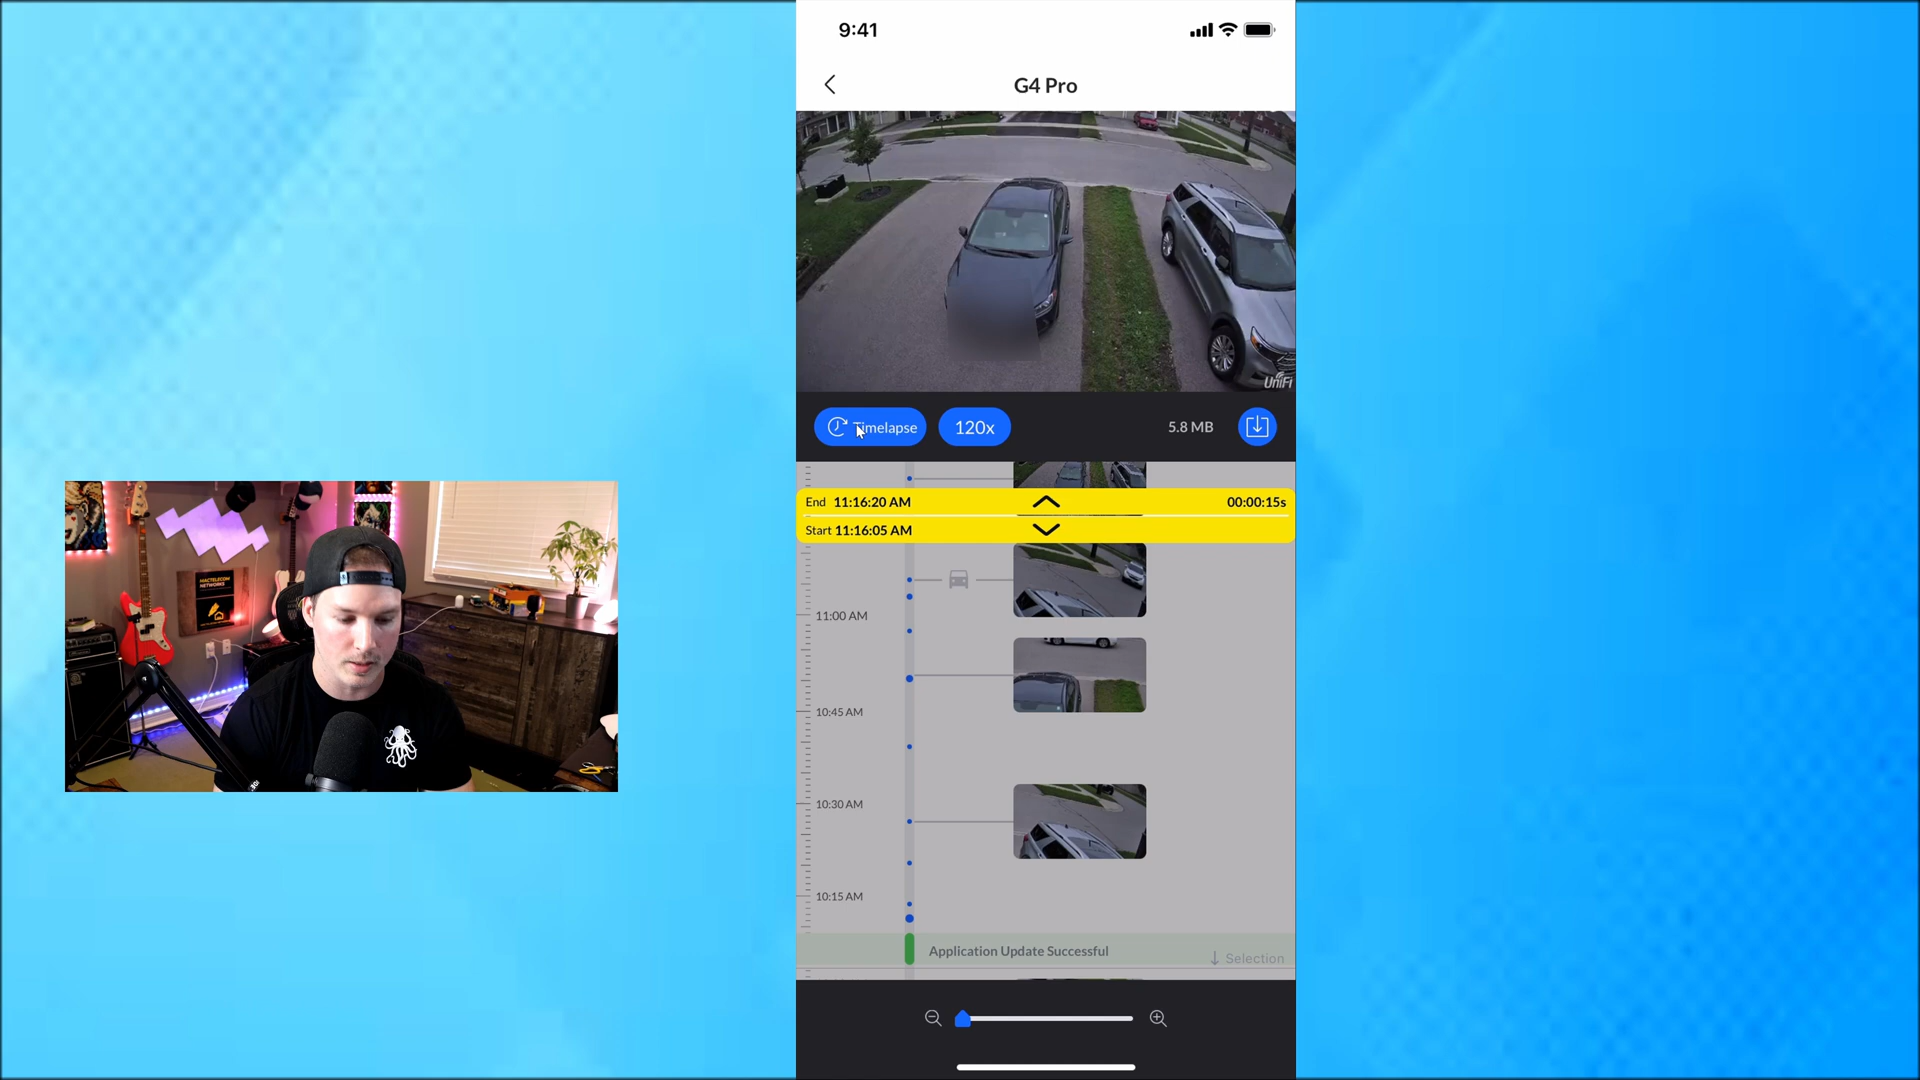 9:41
G4 Pro
UniFi
Timelapse
120x
5.8 MB
End 11:16:20 AM
00:00:15s
Start 11:16:05 AM
11:00 AM
10:45 AM
10:30 AM
10:15 AM
Application Update Successful
Selection
MACTELECOM
NETWORKS